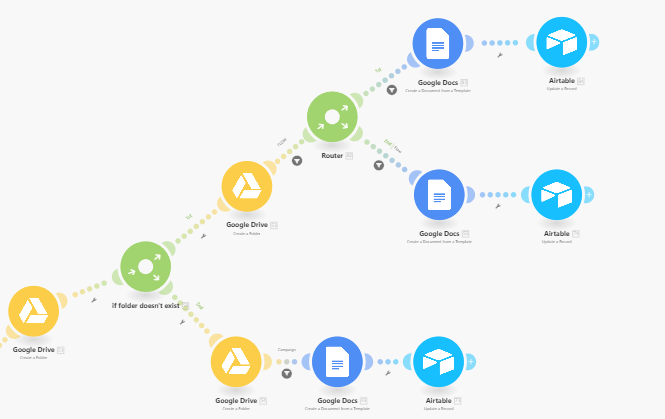 Google Docs
Create a Document from a Template
Airtable
Update a Record
Router
Google Drive
Create a Folder
Google Docs
Create a Document from a Template
Airtable
Update a Record
If folder doesn't exist
Google Drive
Create a Folder
Campaign
Google Drive
Create a Folder
Google Docs
Create a Document from a Template
Airtable
Update a Record